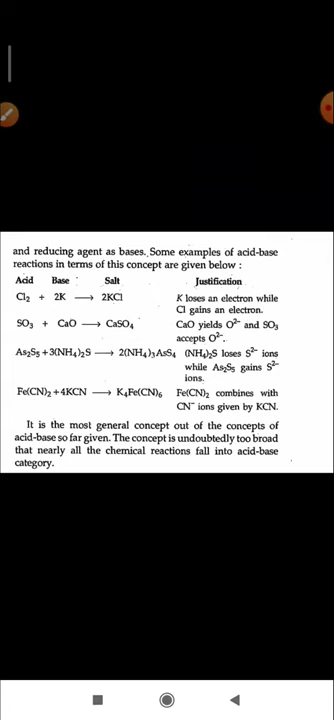 and reducing agent as bases. Some examples of acid-base
reactions in terms of this concept are given below :
Acid Base Salt Justification
Cl₂ + 2K ⟶ 2KCl K loses an electron while
Cl gains an electron.
SO₃ + CaO ⟶ CaSO₄ CaO yields O²⁻ and SO₃
accepts O²⁻.
As₂S₅ + 3(NH₄)₂S ⟶ 2(NH₄)₃AsS₄ (NH₄)₂S loses S²⁻ ions
while As₂S₅ gains S²⁻
ions.
Fe(CN)₂ + 4KCN ⟶ K₄Fe(CN)₆ Fe(CN)₂ combines with
CN⁻ ions given by KCN.
It is the most general concept out of the concepts of
acid-base so far given. The concept is undoubtedly too broad
that nearly all the chemical reactions fall into acid-base
category.